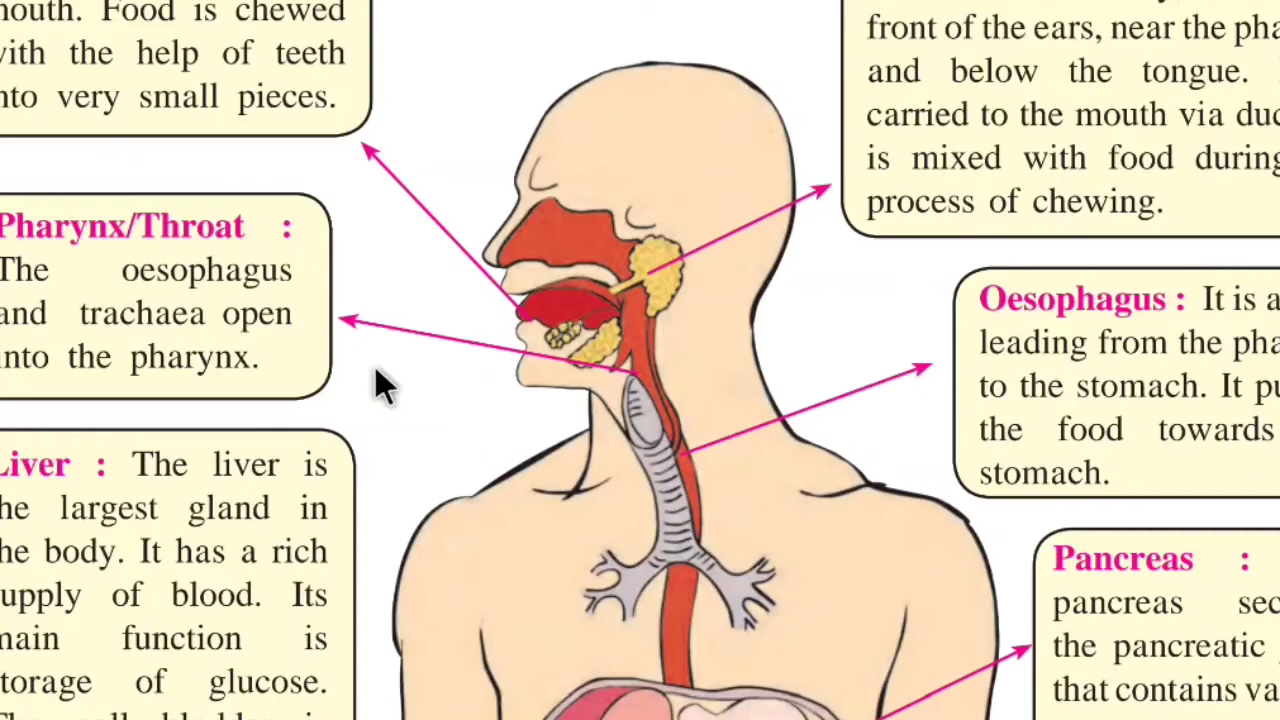 mouth. Food is chewed
with the help of teeth
into very small pieces.
front of the ears, near the pha
and below the tongue.
carried to the mouth via duc
is mixed with food during
process of chewing.
Pharynx/Throat :
The oesophagus
and trachaea open
into the pharynx.
Oesophagus : It is a
leading from the pha
to the stomach. It pu
the food towards
stomach.
Liver : The liver is
the largest gland in
the body. It has a rich
supply of blood. Its
main function is
storage of glucose.
Pancreas :
pancreas sec
the pancreatic
that contains va